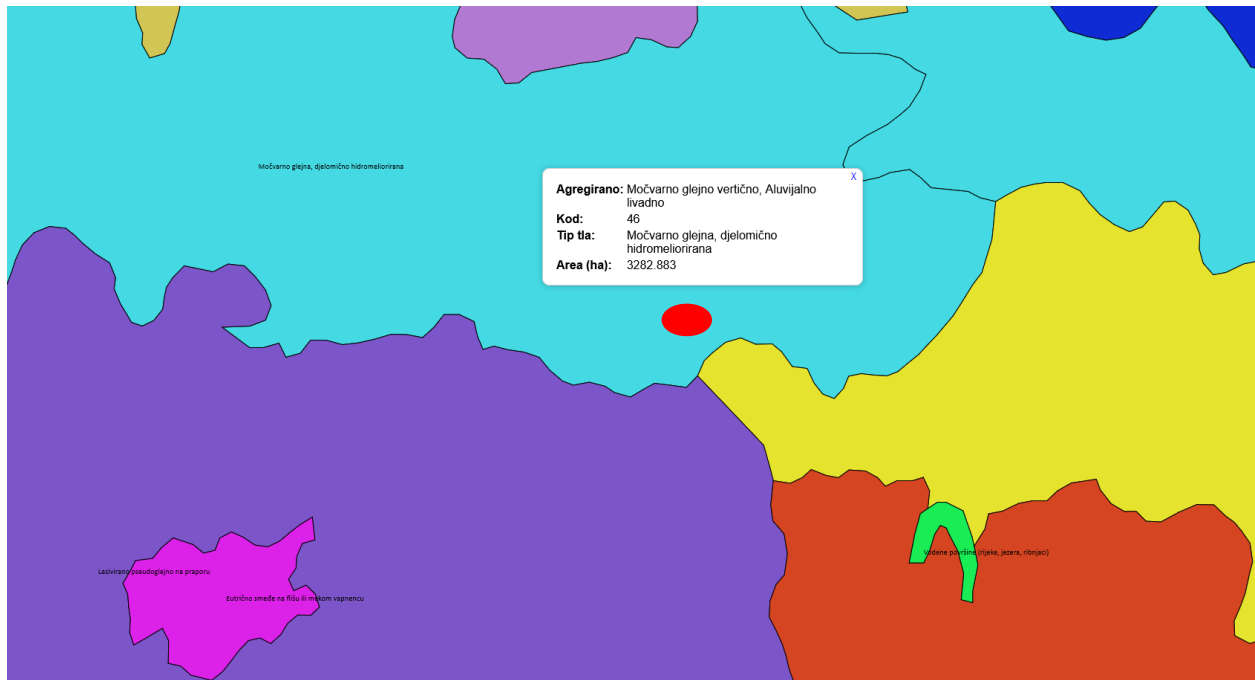 Močvarno glejna, djelomično hidromeliorirana
X
Agregirano: Močvarno glejno vertično, Aluvijalno
livadno
Kod: 46
Tip tla: Močvarno glejna, djelomično
hidromeliorirana
Area (ha): 3282.883
Vodene površine (rijeke, jezera, ribnjaci)
Lesivirano pseudoglejno na praporu
Eutrično smeđe na flišu ili mekom vapnencu